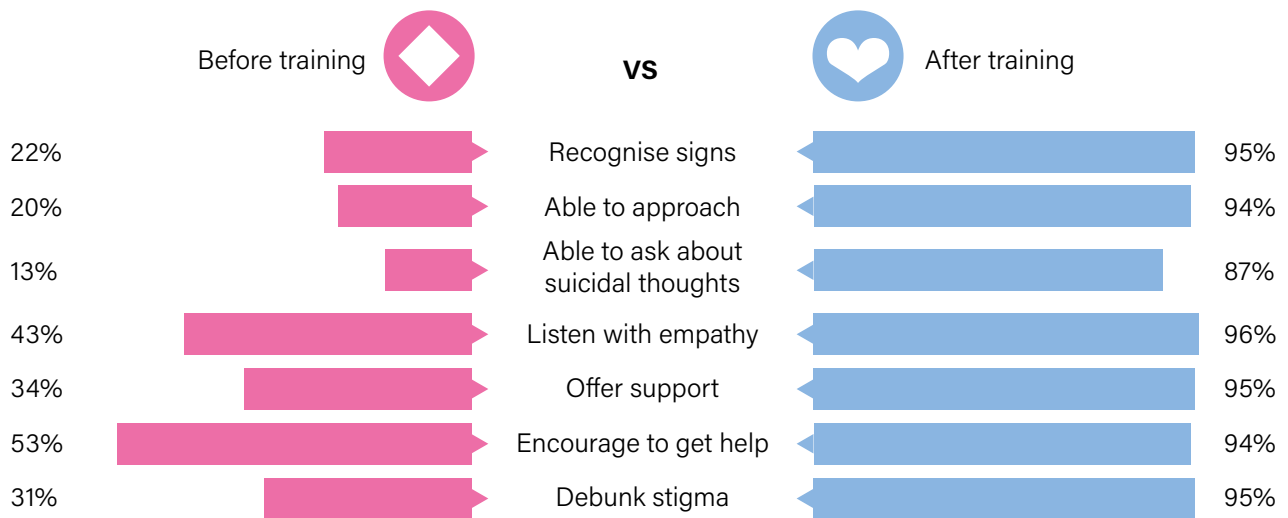 Before training
VS
After training
22%
Recognise signs
95%
20%
Able to approach
94%
13%
Able to ask about
suicidal thoughts
87%
43%
Listen with empathy
96%
34%
Offer support
95%
53%
Encourage to get help
94%
31%
Debunk stigma
95%